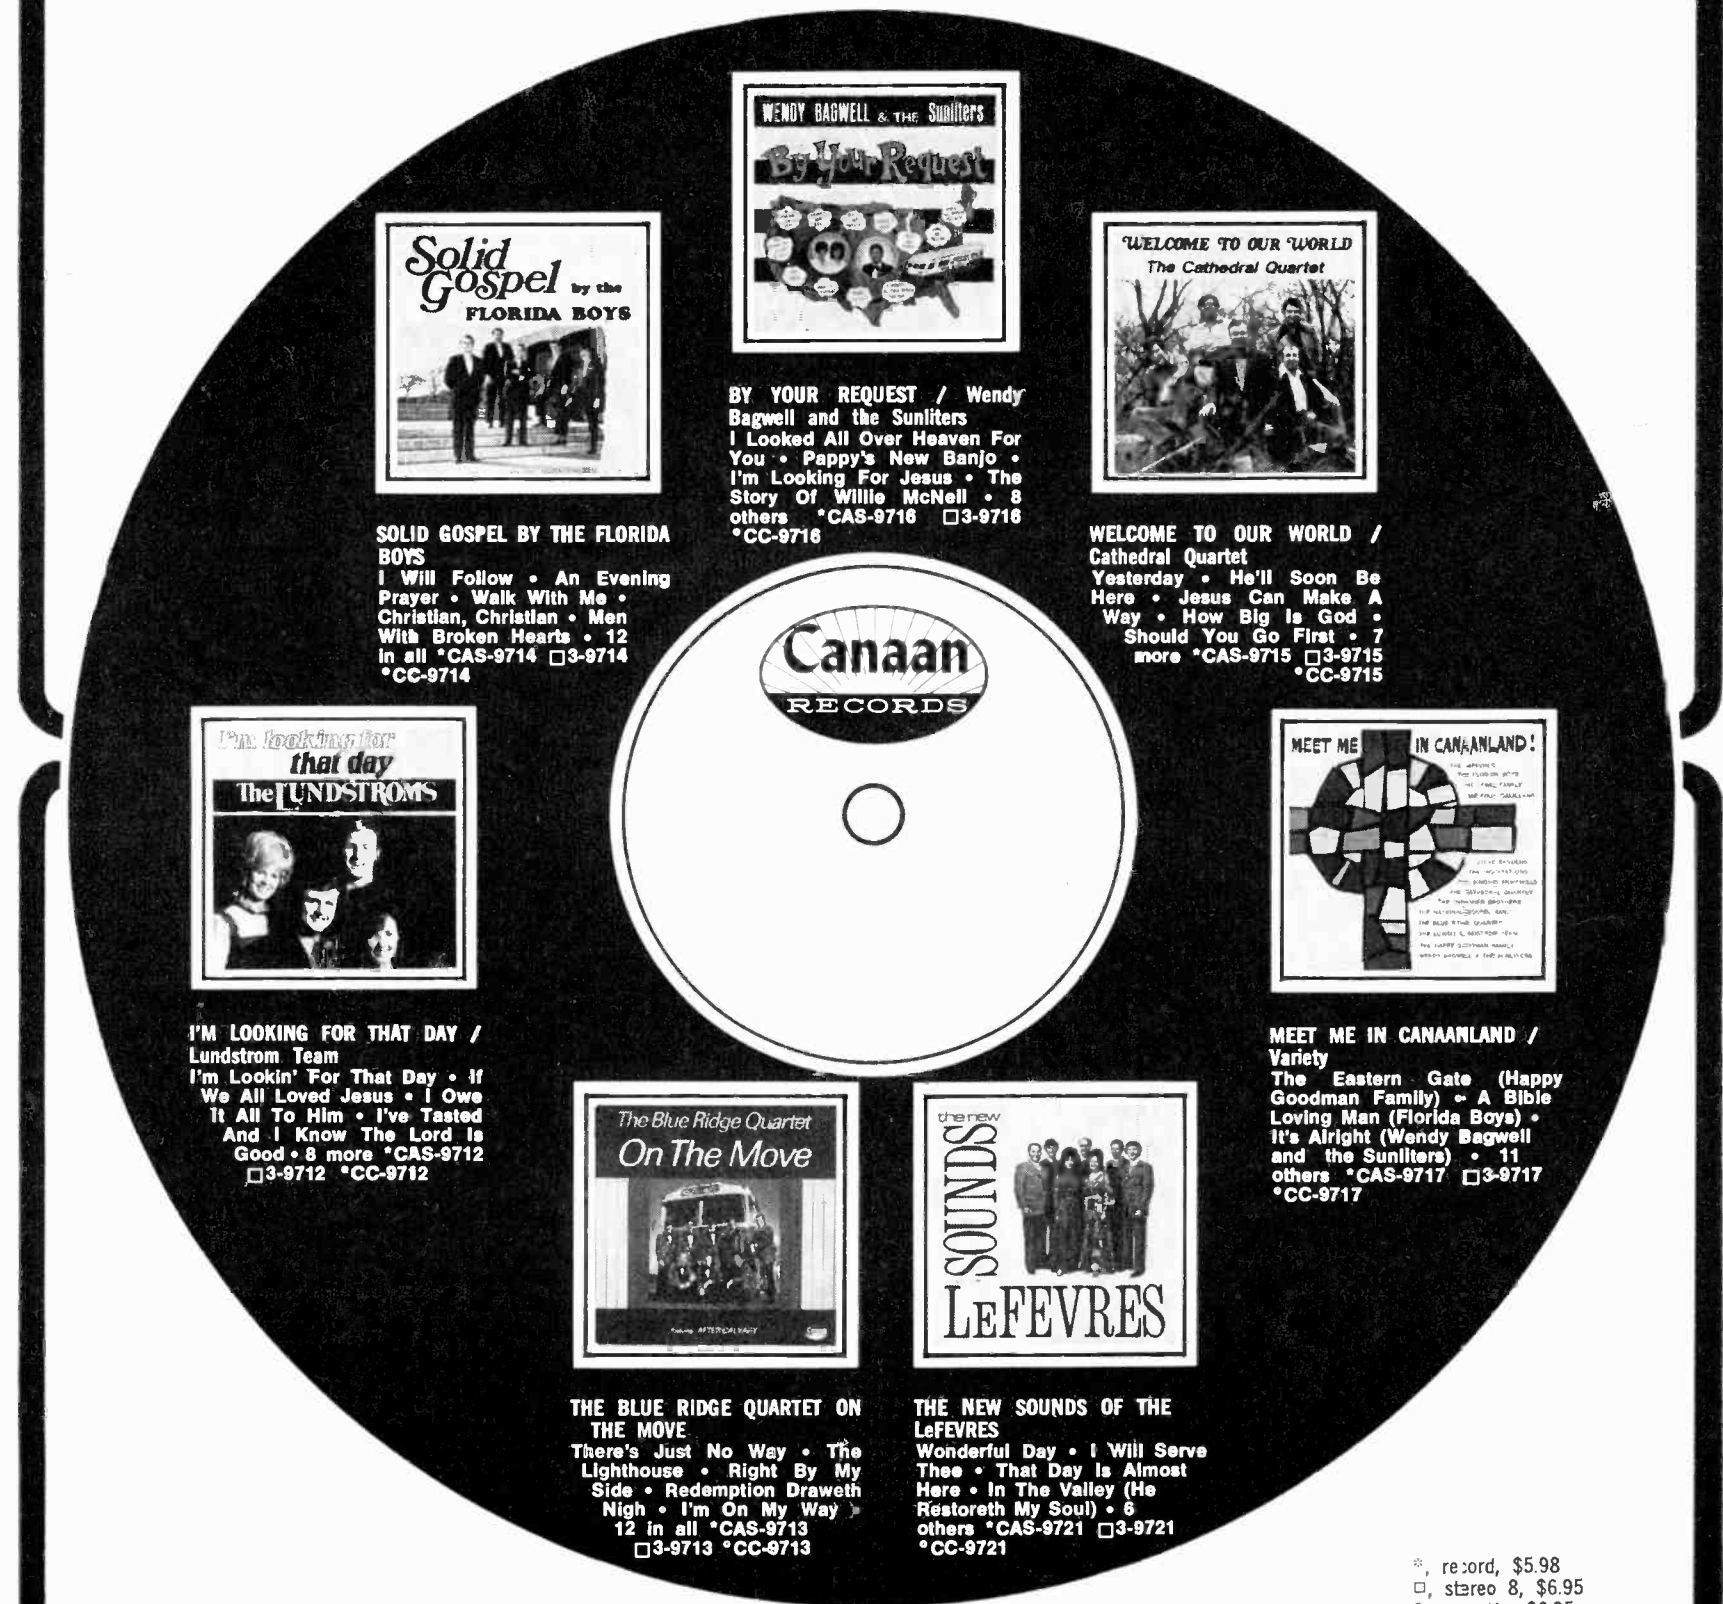 WENDY BAGWELL & THE Sunliters
By Your Request
BY YOUR REQUEST / Wendy
Bagwell and the Sunliters
I Looked All Over Heaven For
You • Pappy's New Banjo •
I'm Looking For Jesus • The
Story Of Willie McNeil • 8
others *CAS-9716 □3-9716
•CC-9716
Solid
Gospel by the
FLORIDA BOYS
SOLID GOSPEL BY THE FLORIDA
BOYS
I Will Follow • An Evening
Prayer • Walk With Me •
Christian, Christian • Men
With Broken Hearts • 12
in all *CAS-9714 □3-9714
•CC-9714
WELCOME TO OUR WORLD
The Cathedral Quartet
WELCOME TO OUR WORLD /
Cathedral Quartet
Yesterday • He'll Soon Be
Here • Jesus Can Make A
Way • How Big Is God •
Should You Go First • 7
more *CAS-9715 □3-9715
•CC-9715
Canaan
RECORDS
I'm looking for
that day
The LUNDSTROMS
I'M LOOKING FOR THAT DAY /
Lundstrom Team
I'm Lookin' For That Day • If
We All Loved Jesus • I Owe
It All To Him • I've Tasted
And I Know The Lord Is
Good • 8 more *CAS-9712
□3-9712 •CC-9712
MEET ME IN CANAANLAND!
MEET ME IN CANAANLAND /
Variety
The Eastern Gate (Happy
Goodman Family) • A Bible
Loving Man (Florida Boys) •
It's Alright (Wendy Bagwell
and the Sunliters) • 11
others *CAS-9717 □3-9717
•CC-9717
The Blue Ridge Quartet
On The Move
THE BLUE RIDGE QUARTET ON
THE MOVE
There's Just No Way • The
Lighthouse • Right By My
Side • Redemption Draweth
Nigh • I'm On My Way •
12 in all *CAS-9713
□3-9713 •CC-9713
the new
SOUNDS
LEFEVRES
THE NEW SOUNDS OF THE
LeFEVRES
Wonderful Day • I Will Serve
Thee • That Day Is Almost
Here • In The Valley (He
Restoreth My Soul) • 6
others *CAS-9721 □3-9721
•CC-9721
*, record, $5.98
□, stereo 8, $6.95